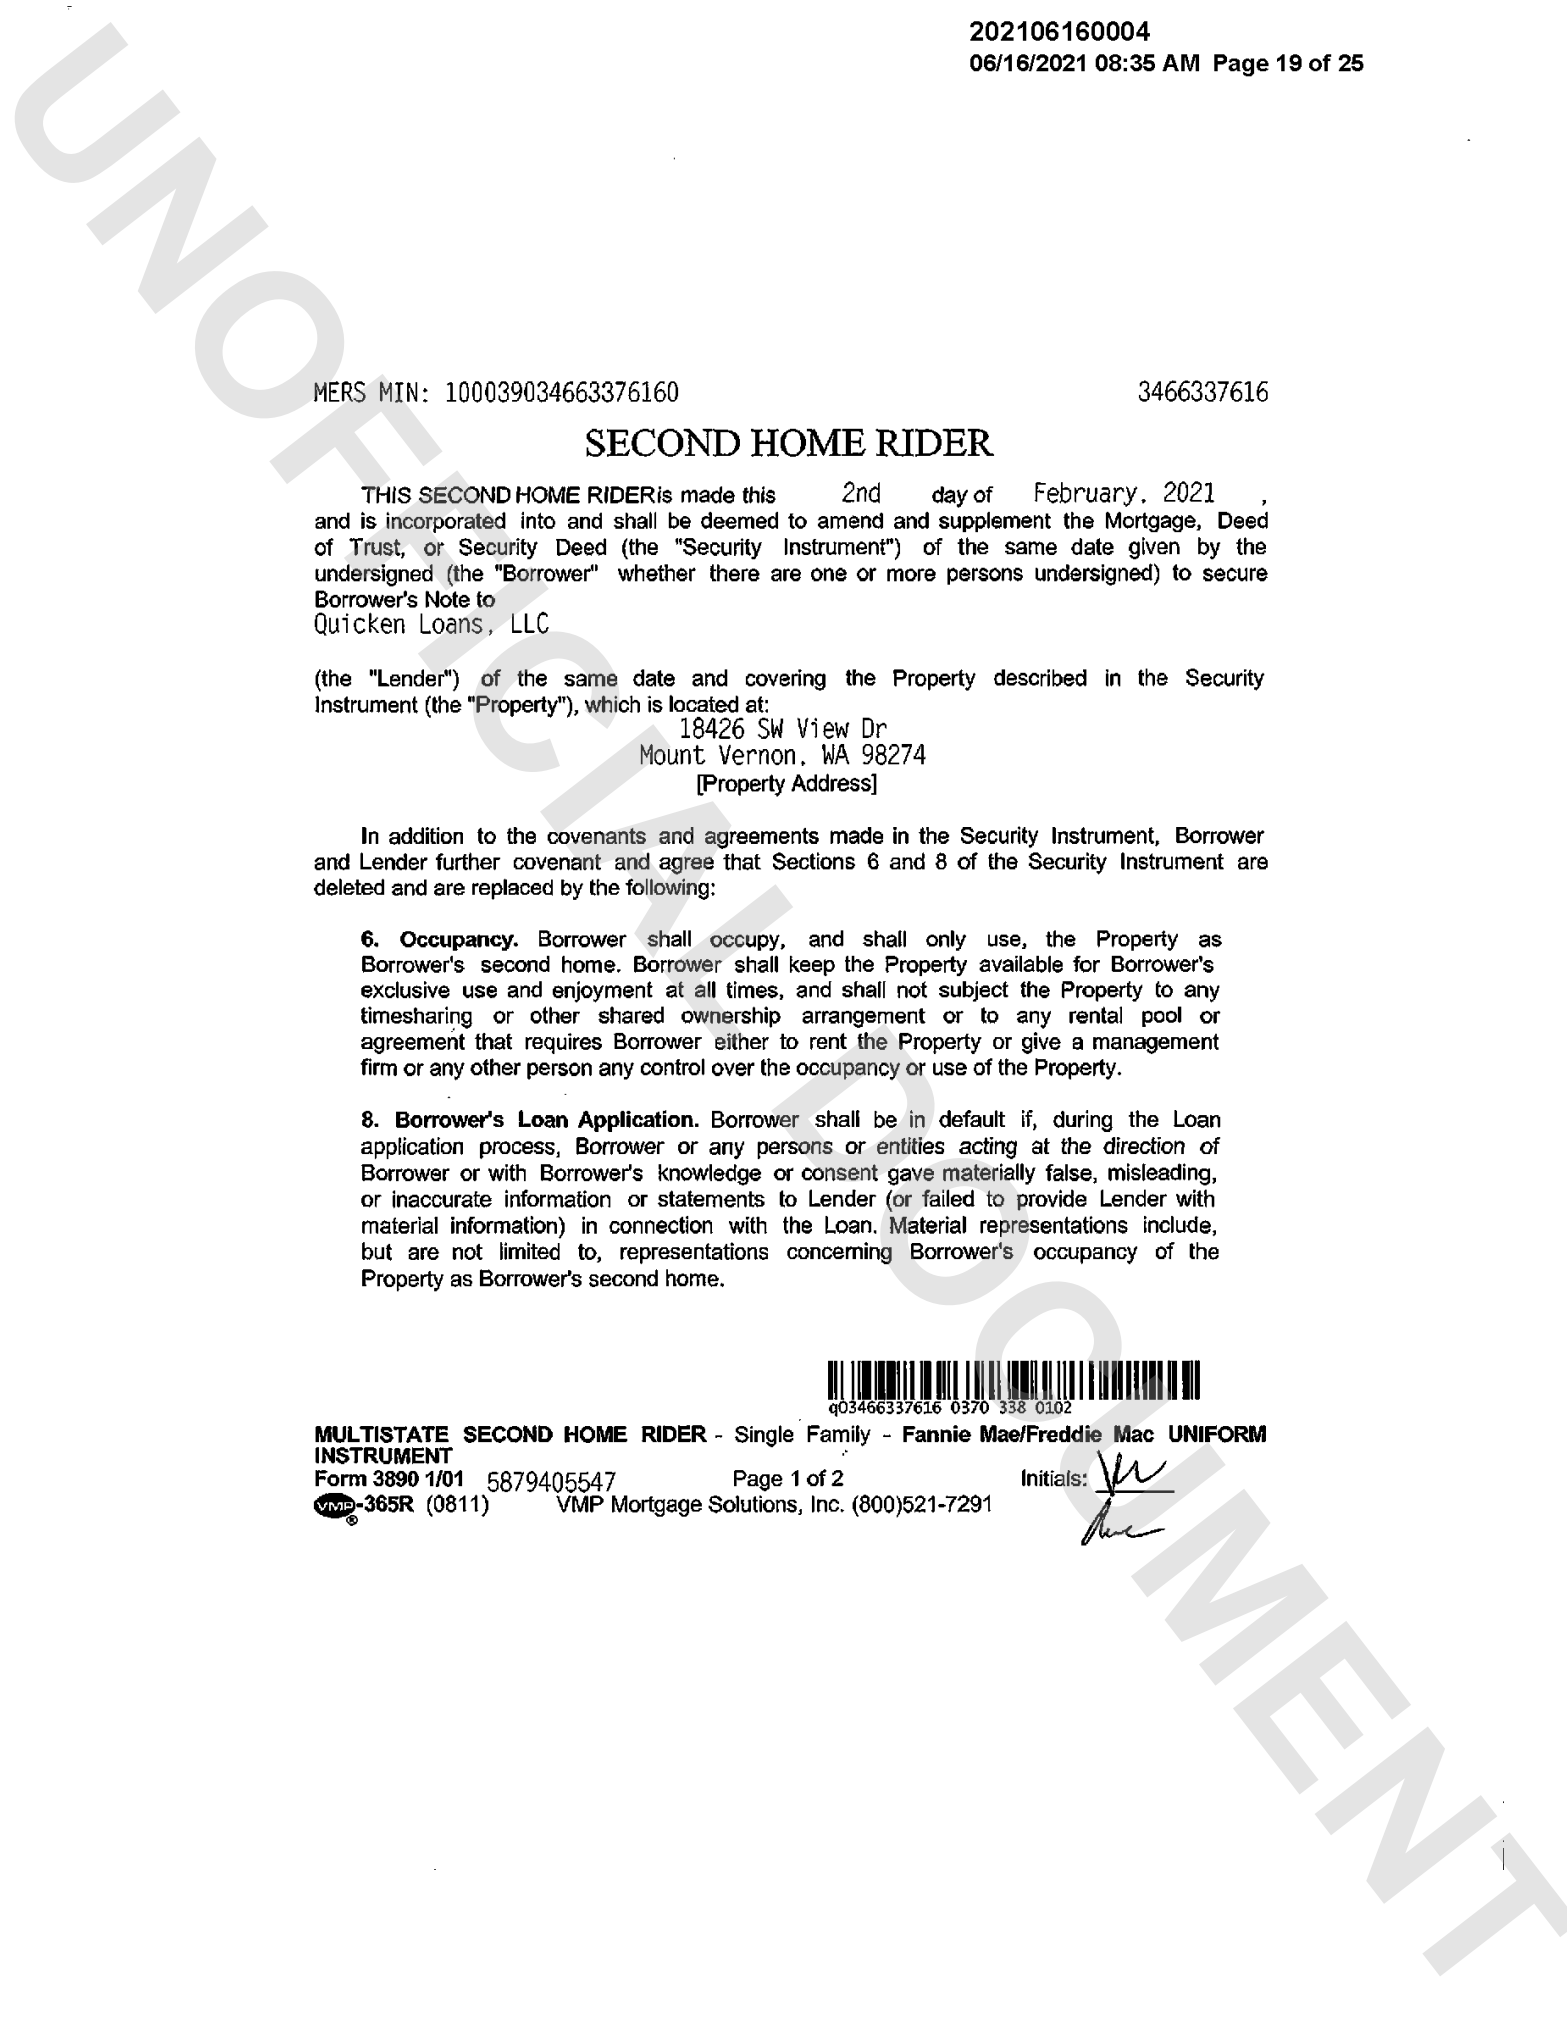 202106160004
06/16/2021 08:35 AM Page 19 of 25
UNOFFICIAL DOCUMENT
MERS MIN: 100039034663376160 3466337616
SECOND HOME RIDER
THIS SECOND HOME RIDER is made this 2nd day of February, 2021 ,
and is incorporated into and shall be deemed to amend and supplement the Mortgage, Deed
of Trust, or Security Deed (the "Security Instrument") of the same date given by the
undersigned (the "Borrower" whether there are one or more persons undersigned) to secure
Borrower's Note to
Quicken Loans, LLC
(the "Lender") of the same date and covering the Property described in the Security
Instrument (the "Property"), which is located at:
18426 SW View Dr
Mount Vernon, WA 98274
[Property Address]
In addition to the covenants and agreements made in the Security Instrument, Borrower
and Lender further covenant and agree that Sections 6 and 8 of the Security Instrument are
deleted and are replaced by the following:
6. Occupancy. Borrower shall occupy, and shall only use, the Property as
Borrower's second home. Borrower shall keep the Property available for Borrower's
exclusive use and enjoyment at all times, and shall not subject the Property to any
timesharing or other shared ownership arrangement or to any rental pool or
agreement that requires Borrower either to rent the Property or give a management
firm or any other person any control over the occupancy or use of the Property.
8. Borrower's Loan Application. Borrower shall be in default if, during the Loan
application process, Borrower or any persons or entities acting at the direction of
Borrower or with Borrower's knowledge or consent gave materially false, misleading,
or inaccurate information or statements to Lender (or failed to provide Lender with
material information) in connection with the Loan. Material representations include,
but are not limited to, representations concerning Borrower's occupancy of the
Property as Borrower's second home.
q03466337616 0370 338 0102
MULTISTATE SECOND HOME RIDER - Single Family - Fannie Mae/Freddie Mac UNIFORM
INSTRUMENT
Form 3890 1/01 5879405547 Page 1 of 2 Initials:
VMP®-365R (0811) VMP Mortgage Solutions, Inc. (800)521-7291